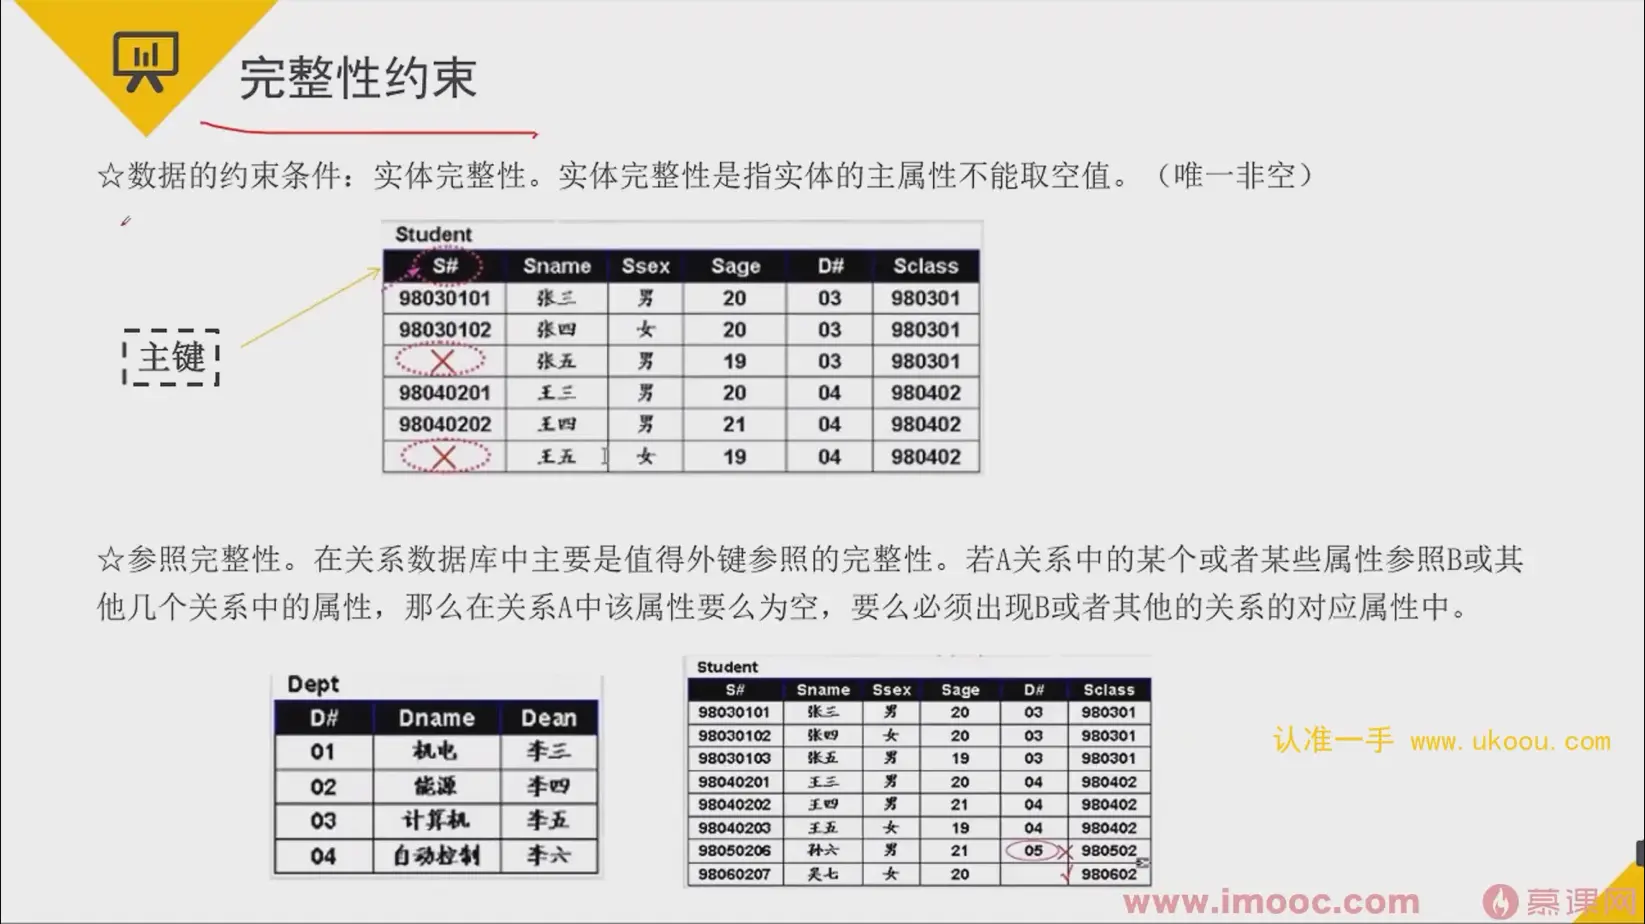 完整性约束
☆数据的约束条件：实体完整性。实体完整性是指实体的主属性不能取空值。（唯一非空）
Student
S# Sname Ssex Sage D# Sclass
98030101 张三 男 20 03 980301
98030102 张四 女 20 03 980301
张五 男 19 03 980301
98040201 王三 男 20 04 980402
98040202 王四 男 21 04 980402
王五 女 19 04 980402
主键
☆参照完整性。在关系数据库中主要是值得外键参照的完整性。若A关系中的某个或者某些属性参照B或其
他几个关系中的属性，那么在关系A中该属性要么为空，要么必须出现B或者其他的关系的对应属性中。
Dept
D# Dname Dean
01 机电 李三
02 能源 李四
03 计算机 李五
04 自动控制 李六
Student
S# Sname Ssex Sage D# Sclass
98030101 张三 男 20 03 980301
98030102 张四 女 20 03 980301
98030103 张五 男 19 03 980301
98040201 王三 男 20 04 980402
98040202 王四 男 21 04 980402
98040203 王五 女 19 04 980402
98050206 孙六 男 21 05 980502
98060207 吴七 女 20 980602
认准一手 www.ukoou.com
www.imooc.com 慕课网